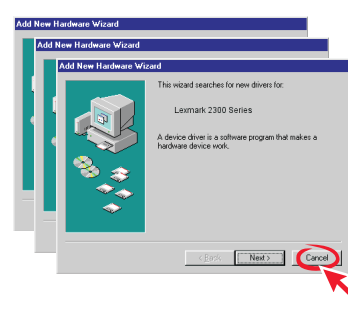 Add New Hardware Wizard
Add New Hardware Wizard
Add New Hardware Wizard
This wizard searches for new drivers for:
Lexmark 2300 Series
A device driver is a software program that makes a
hardware device work.
< Back Next > Cancel